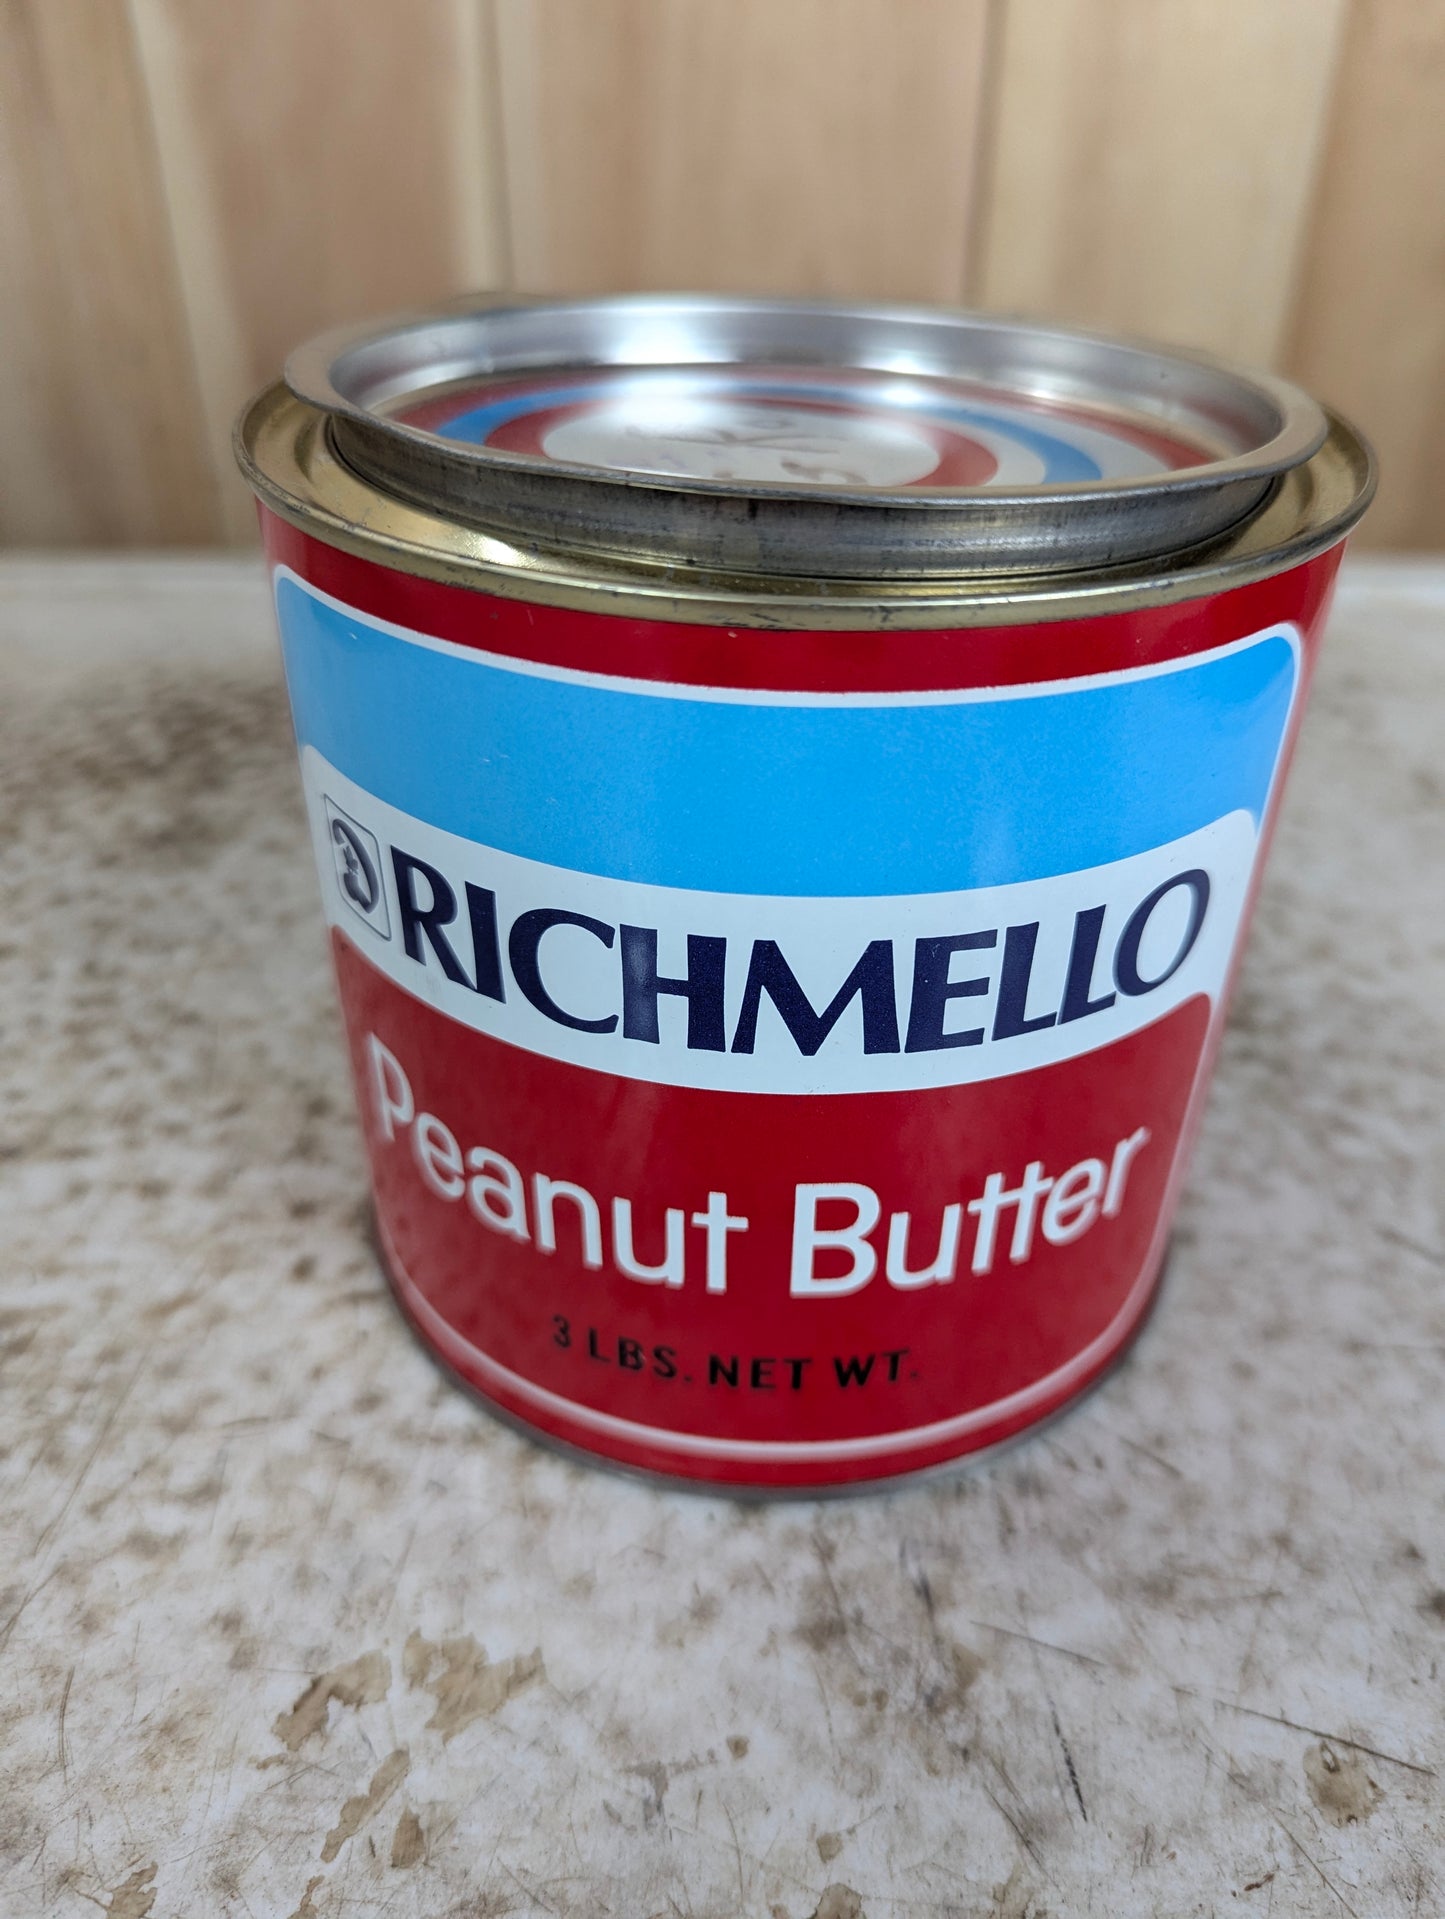 RICHMELLO
Peanut Butter
3 LBS. NET WT.